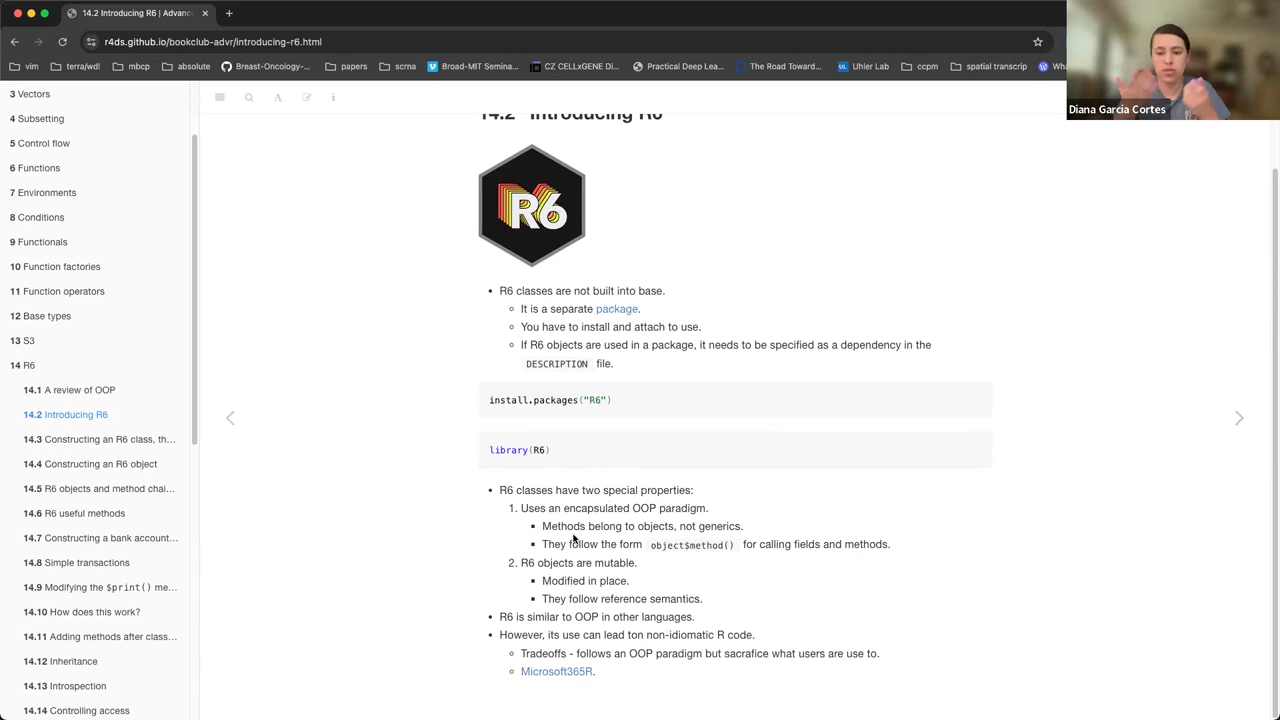 14.2 Introducing R6 | Advanc
r4ds.github.io/bookclub-advr/introducing-r6.html
vim
terra/wdl
mbcp
absolute
Breast-Oncology-...
papers
scrna
Broad-MIT Semina...
CZ CELLxGENE Di...
Practical Deep Lear...
The Road Toward...
UL
Uhler Lab
ccpm
spatial transcrip
Wha
Diana Garcia Cortes
3 Vectors
4 Subsetting
5 Control flow
6 Functions
7 Environments
8 Conditions
9 Functionals
10 Function factories
11 Function operators
12 Base types
13 S3
14 R6
14.1 A review of OOP
14.2 Introducing R6
14.3 Constructing an R6 class, th...
14.4 Constructing an R6 object
14.5 R6 objects and method chai...
14.6 R6 useful methods
14.7 Constructing a bank account...
14.8 Simple transactions
14.9 Modifying the $print() me...
14.10 How does this work?
14.11 Adding methods after class...
14.12 Inheritance
14.13 Introspection
14.14 Controlling access
14.2 Introducing R6
R6
• R6 classes are not built into base.
It is a separate package.
You have to install and attach to use.
If R6 objects are used in a package, it needs to be specified as a dependency in the
DESCRIPTION file.
install.packages("R6")
library(R6)
• R6 classes have two special properties:
1. Uses an encapsulated OOP paradigm.
Methods belong to objects, not generics.
They follow the form object$method() for calling fields and methods.
2. R6 objects are mutable.
Modified in place.
They follow reference semantics.
• R6 is similar to OOP in other languages.
• However, its use can lead ton non-idiomatic R code.
Tradeoffs - follows an OOP paradigm but sacrafice what users are use to.
Microsoft365R.